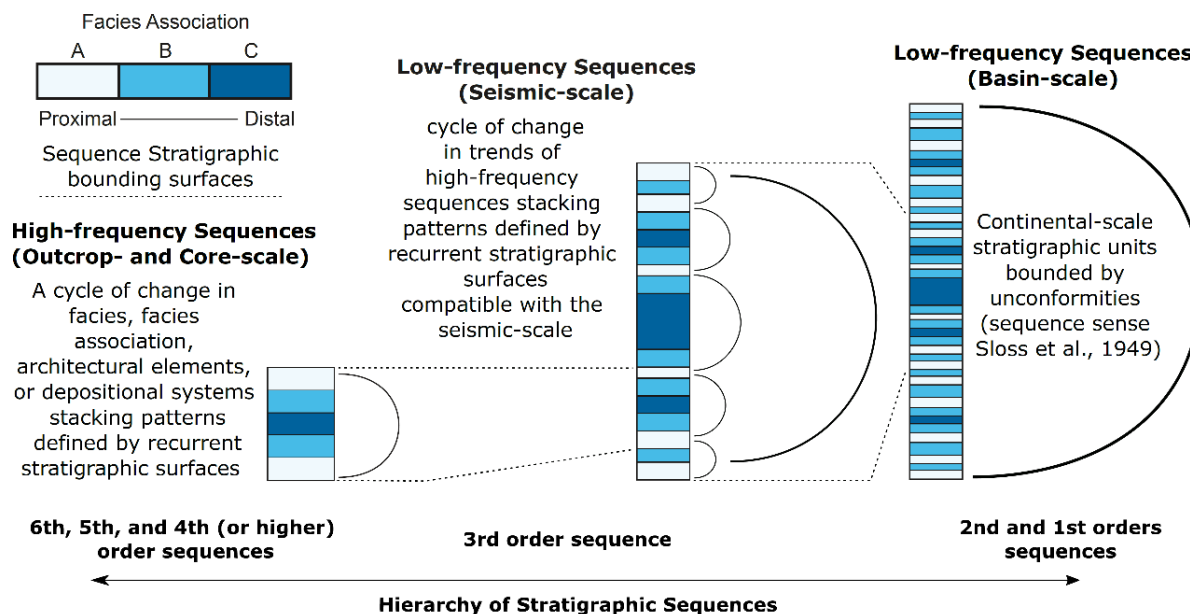 Facies Association
A B C
Proximal Distal
Sequence Stratigraphic
bounding surfaces
High-frequency Sequences
(Outcrop- and Core-scale)
A cycle of change in
facies, facies
association,
architectural elements,
or depositional systems
stacking patterns
defined by recurrent
stratigraphic surfaces
6th, 5th, and 4th (or higher)
order sequences
Low-frequency Sequences
(Seismic-scale)
cycle of change
in trends of
high-frequency
sequences stacking
patterns defined by
recurrent stratigraphic
surfaces
compatible with the
seismic-scale
3rd order sequence
Low-frequency Sequences
(Basin-scale)
Continental-scale
stratigraphic units
bounded by
unconformities
(sequence sense
Sloss et al., 1949)
2nd and 1st orders
sequences
Hierarchy of Stratigraphic Sequences